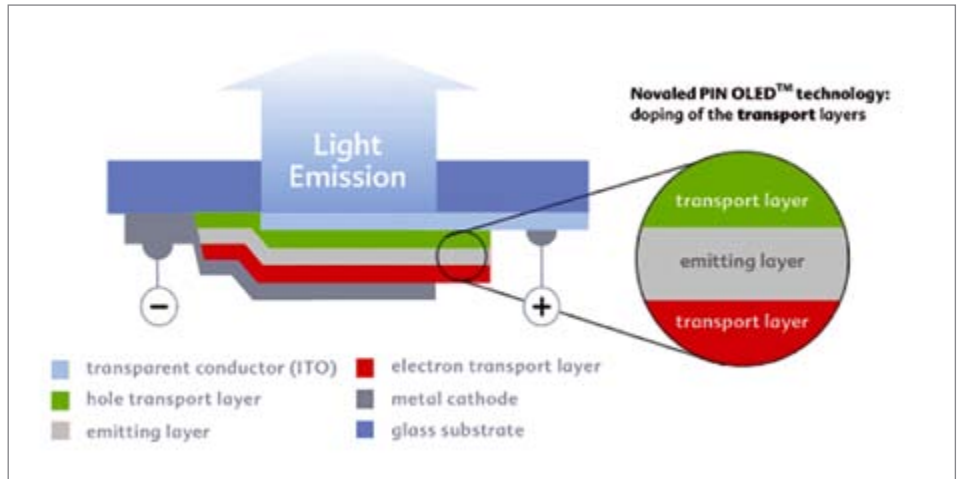 Novaled PIN OLED™ technology:
doping of the transport layers
Light
Emission
transport layer
emitting layer
transport layer
−
+
transparent conductor (ITO)
electron transport layer
hole transport layer
metal cathode
emitting layer
glass substrate